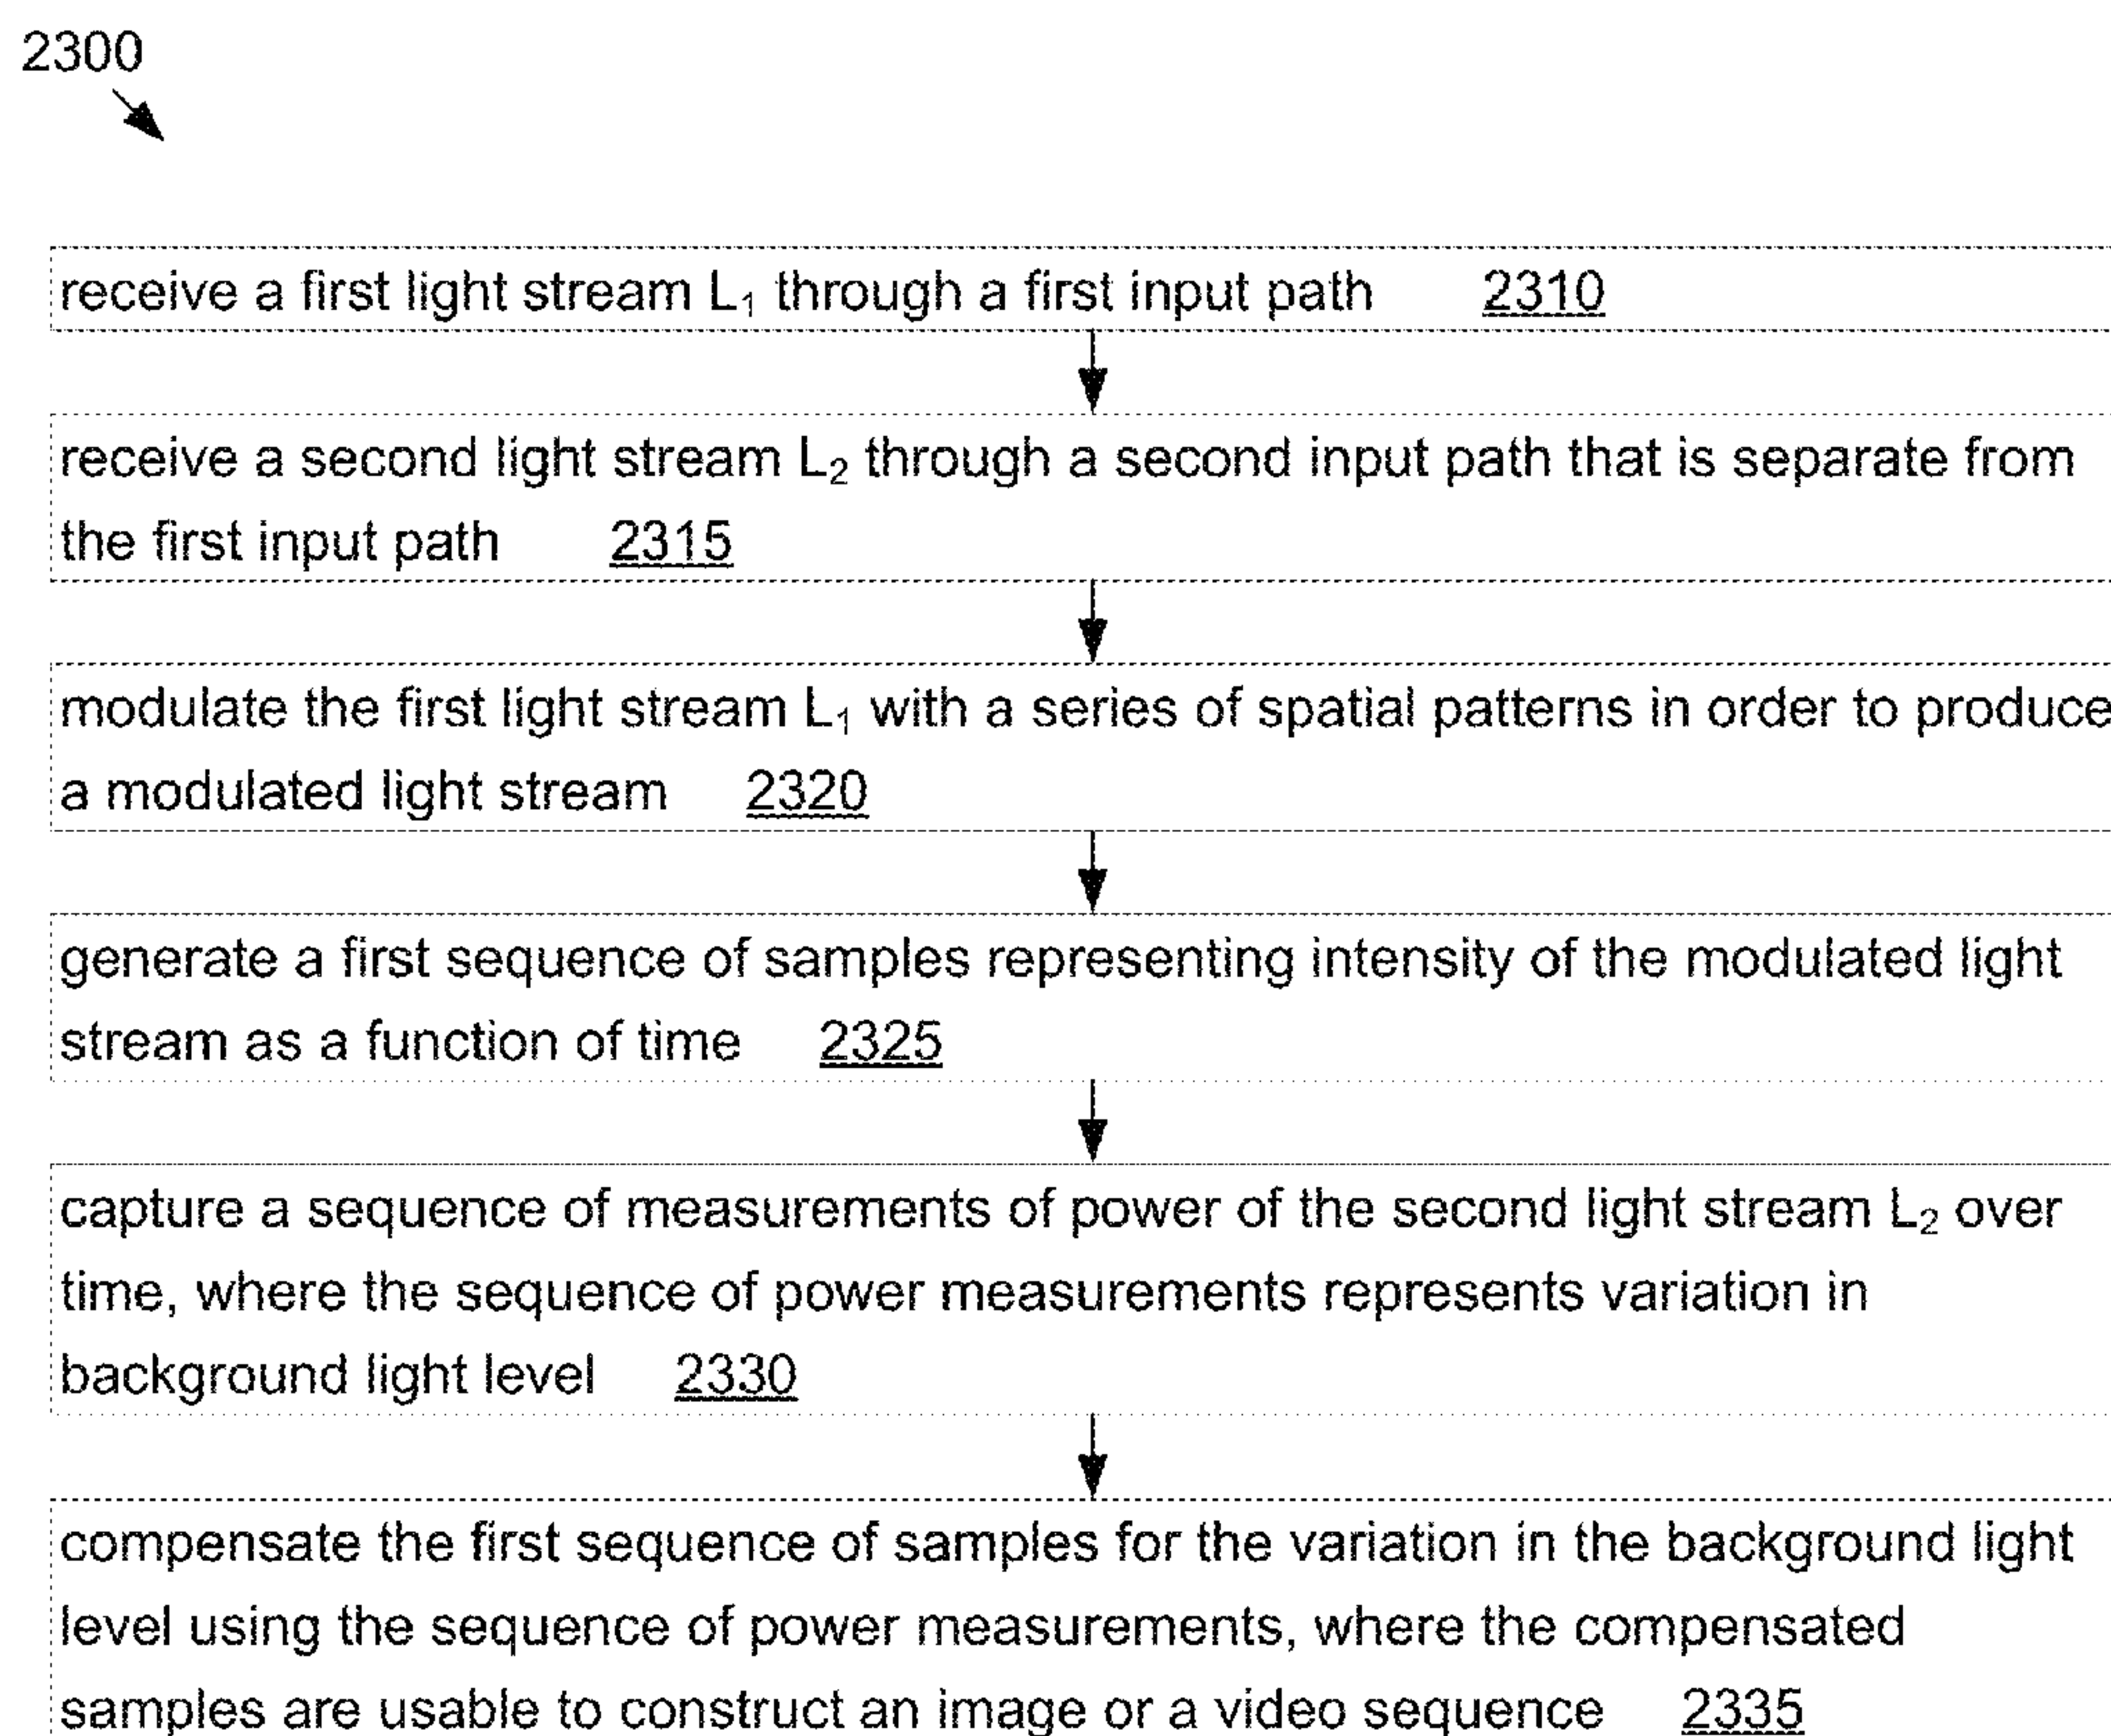 2300
receive a first light stream L₁ through a first input path 2310
receive a second light stream L₂ through a second input path that is separate from
the first input path 2315
modulate the first light stream L₁ with a series of spatial patterns in order to produce
a modulated light stream 2320
generate a first sequence of samples representing intensity of the modulated light
stream as a function of time 2325
capture a sequence of measurements of power of the second light stream L₂ over
time, where the sequence of power measurements represents variation in
background light level 2330
compensate the first sequence of samples for the variation in the background light
level using the sequence of power measurements, where the compensated
samples are usable to construct an image or a video sequence 2335